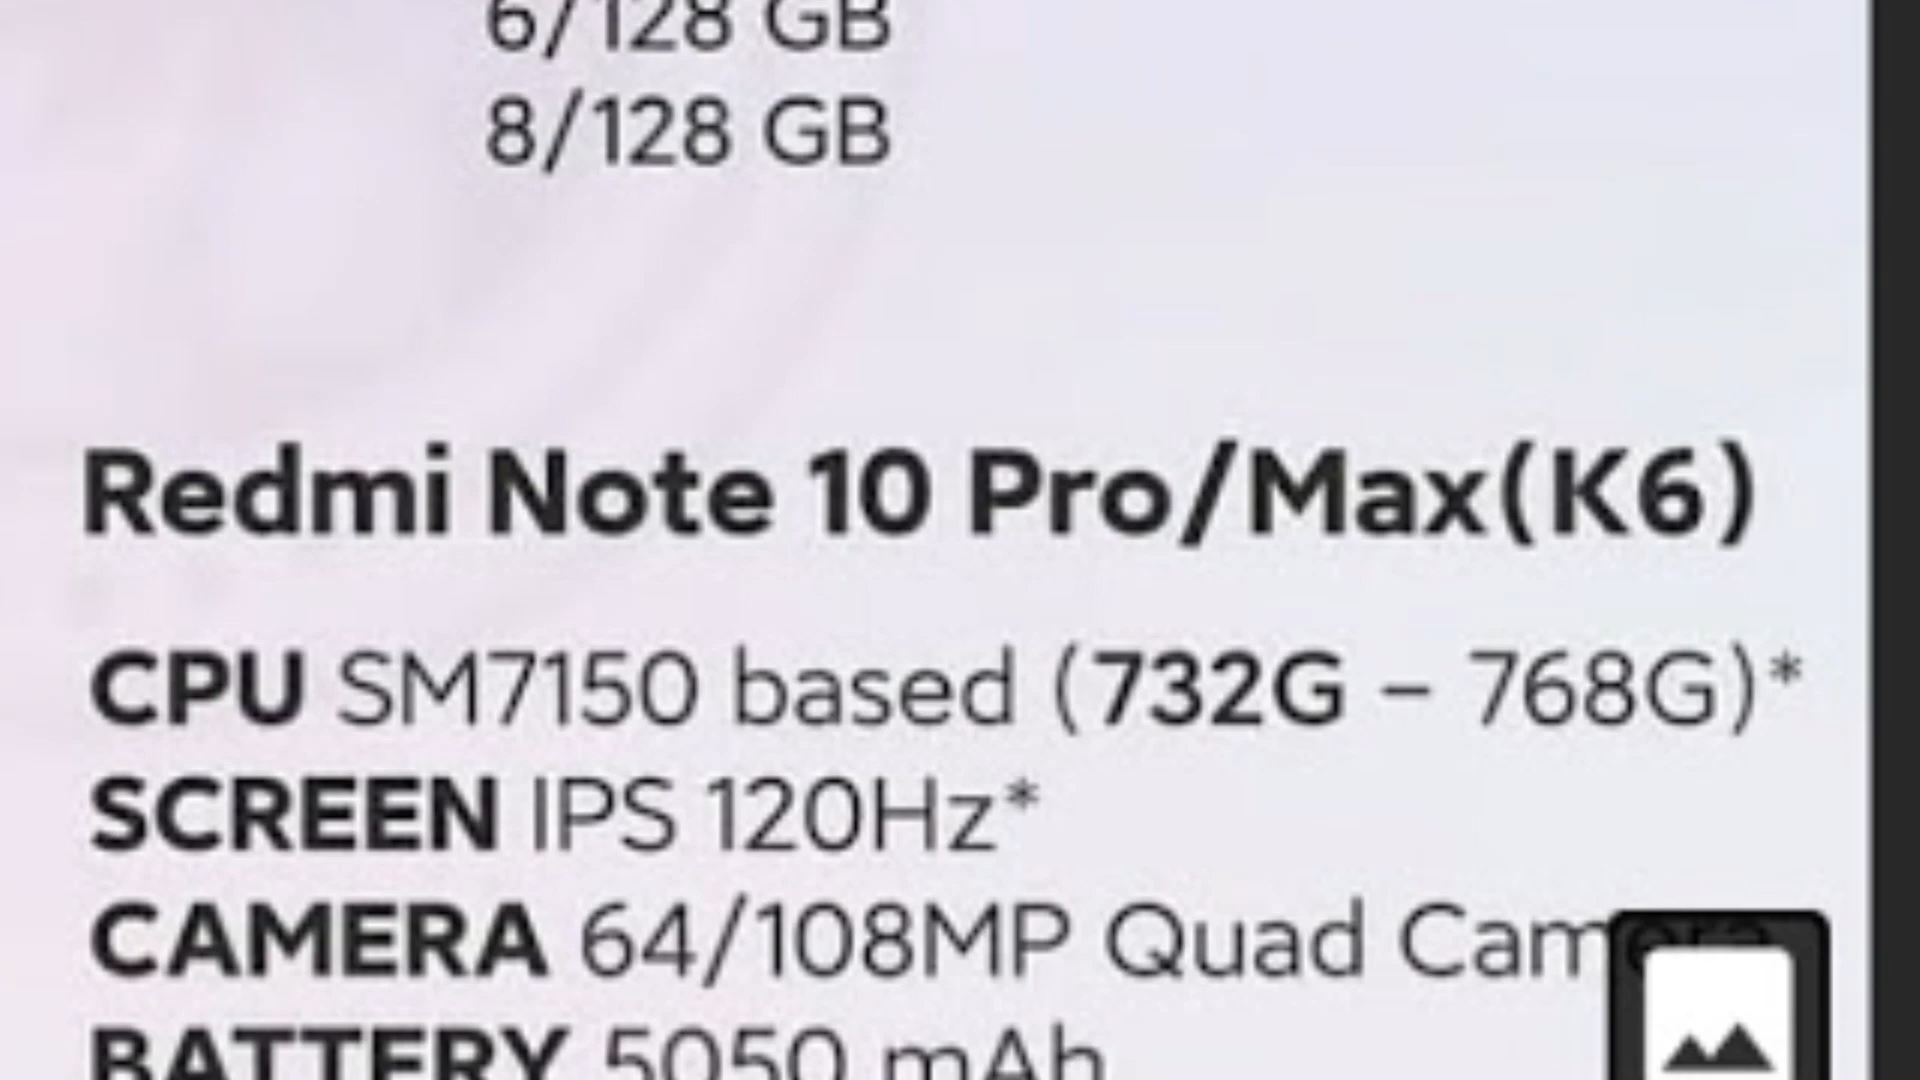 6/128 GB
8/128 GB
Redmi Note 10 Pro/Max(K6)
CPU SM7150 based (732G – 768G)*
SCREEN IPS 120Hz*
CAMERA 64/108MP Quad Camera
BATTERY 5050 mAh